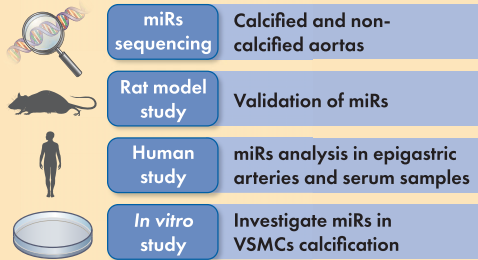 miRs
sequencing
Calcified and non-
calcified aortas
Rat model
study
Validation of miRs
Human
study
miRs analysis in epigastric
arteries and serum samples
In vitro
study
Investigate miRs in
VSMCs calcification